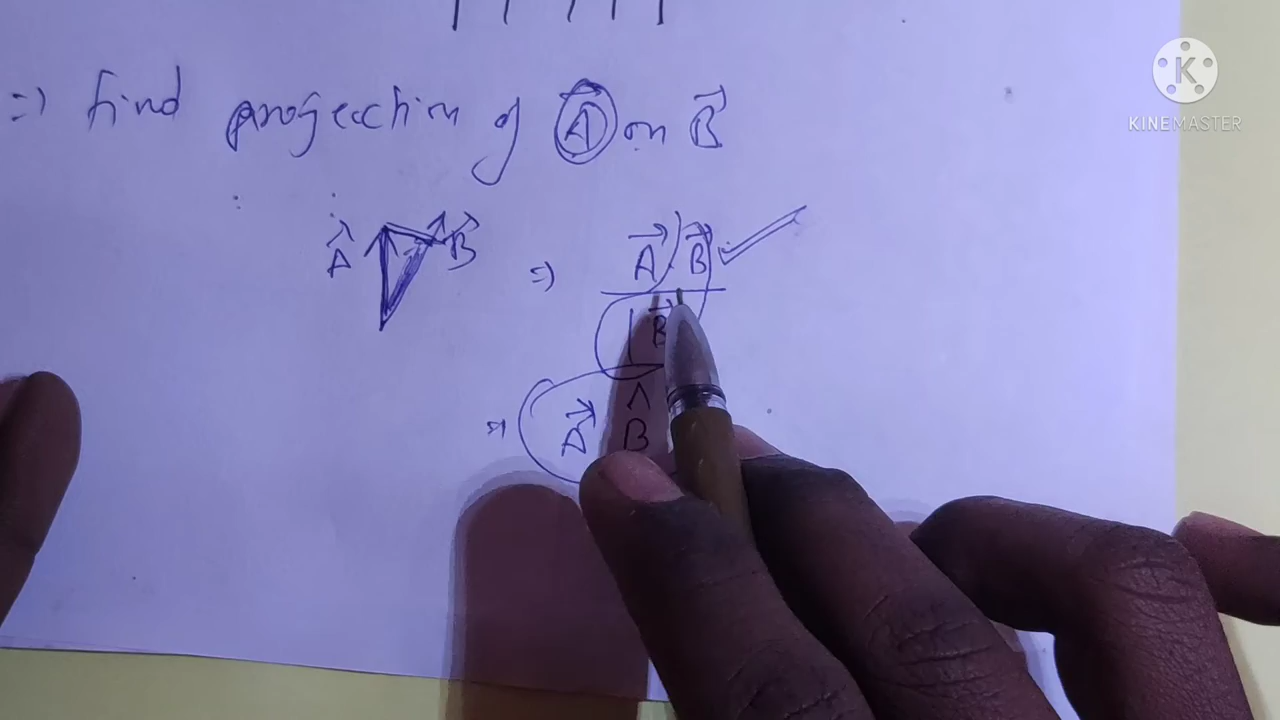 =) find projection of A⃗ on B⃗
K
KINEMASTER
A⃗ B⃗ =) A⃗ . B⃗
|B⃗
=) A⃗ B̂